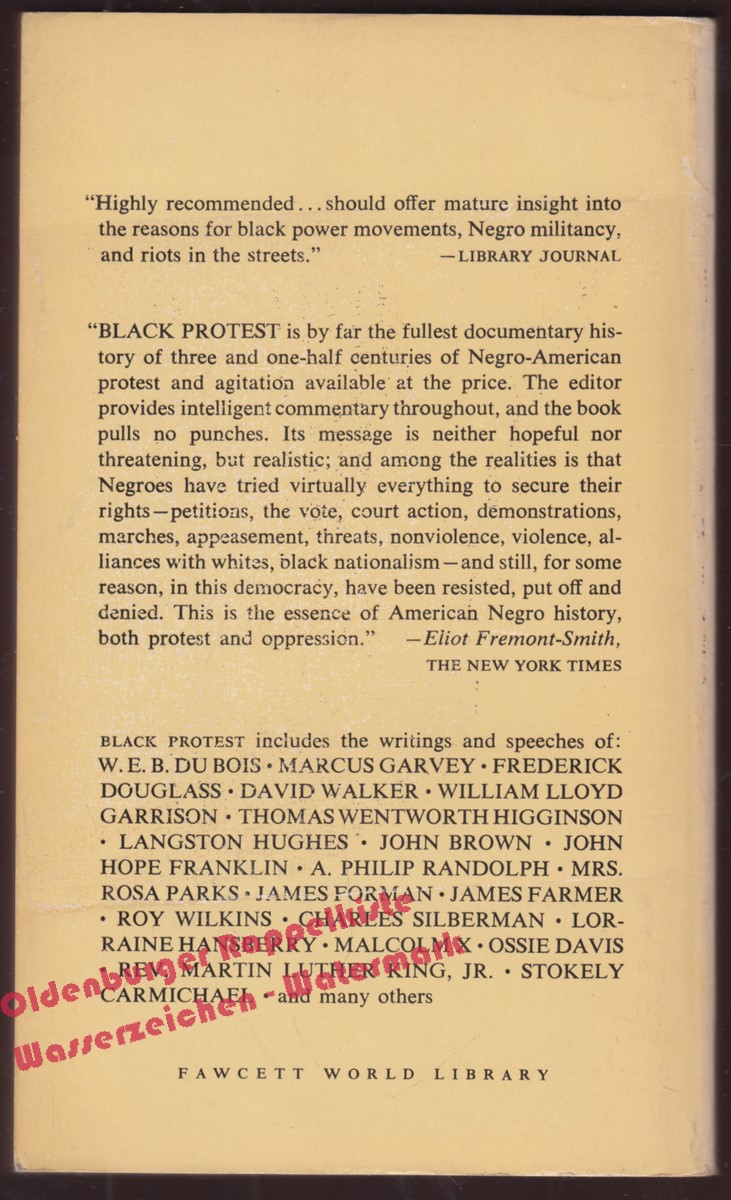 “Highly recommended...should offer mature insight into
the reasons for black power movements, Negro militancy,
and riots in the streets.” —LIBRARY JOURNAL
“BLACK PROTEST is by far the fullest documentary his-
tory of three and one-half centuries of Negro-American
protest and agitation available at the price. The editor
provides intelligent commentary throughout, and the book
pulls no punches. Its message is neither hopeful nor
threatening, but realistic; and among the realities is that
Negroes have tried virtually everything to secure their
rights—petitions, the vote, court action, demonstrations,
marches, appeasement, threats, nonviolence, violence, al-
liances with whites, black nationalism—and still, for some
reason, in this democracy, have been resisted, put off and
denied. This is the essence of American Negro history,
both protest and oppression.” —Eliot Fremont-Smith,
THE NEW YORK TIMES
BLACK PROTEST includes the writings and speeches of:
W. E. B. DU BOIS • MARCUS GARVEY • FREDERICK
DOUGLASS • DAVID WALKER • WILLIAM LLOYD
GARRISON • THOMAS WENTWORTH HIGGINSON
• LANGSTON HUGHES • JOHN BROWN • JOHN
HOPE FRANKLIN • A. PHILIP RANDOLPH • MRS.
ROSA PARKS • JAMES FORMAN • JAMES FARMER
• ROY WILKINS • CHARLES SILBERMAN • LOR-
RAINE HANSBERRY • MALCOLM X • OSSIE DAVIS
• REV. MARTIN LUTHER KING, JR. • STOKELY
CARMICHAEL • and many others
Oldenburger Rappelkiste
Wasserzeichen - Watermark
FAWCETT WORLD LIBRARY